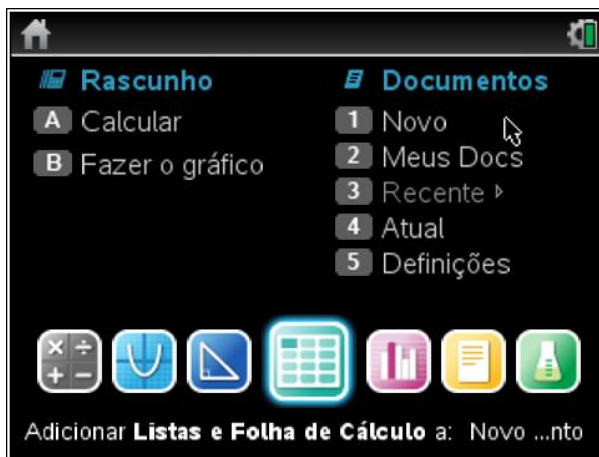 Rascunho
A Calcular
B Fazer o gráfico
Documentos
1 Novo
2 Meus Docs
3 Recente ▹
4 Atual
5 Definições
Adicionar Listas e Folha de Cálculo a: Novo ...nto